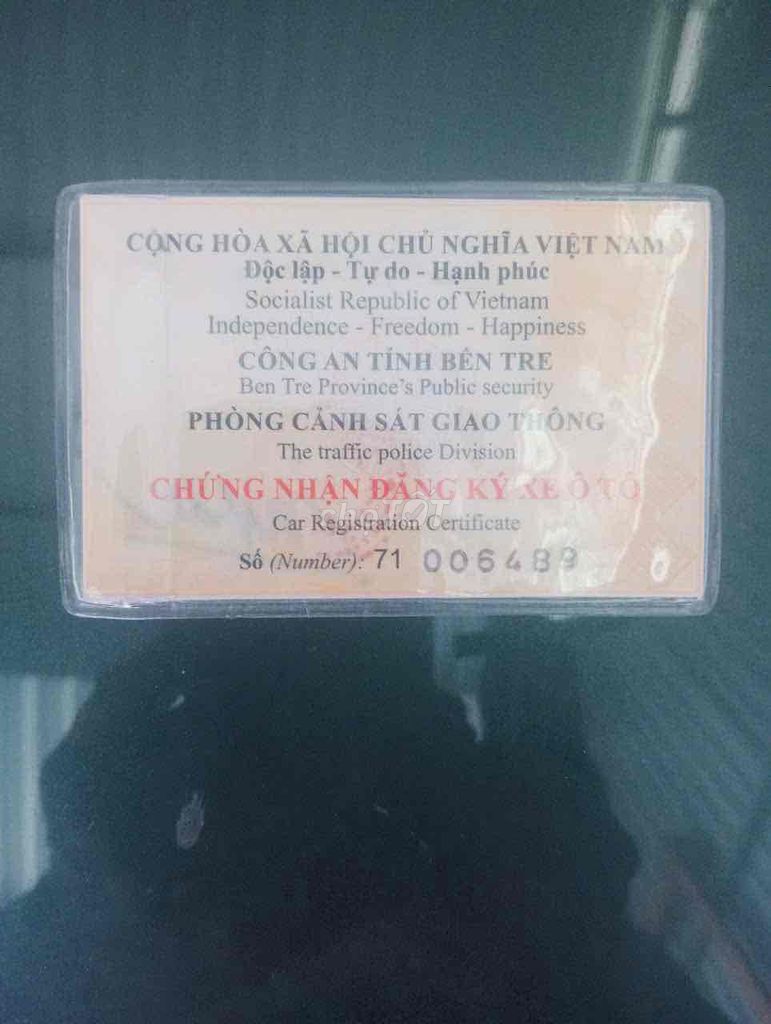 CỘNG HÒA XÃ HỘI CHỦ NGHĨA VIỆT NAM
Độc lập - Tự do - Hạnh phúc
Socialist Republic of Vietnam
Independence - Freedom - Happiness
CÔNG AN TỈNH BẾN TRE
Ben Tre Province's Public security
PHÒNG CẢNH SÁT GIAO THÔNG
The traffic police Division
CHỨNG NHẬN ĐĂNG KÝ XE Ô TÔ
choTỐT
Car Registration Certificate
Số (Number): 71 006489